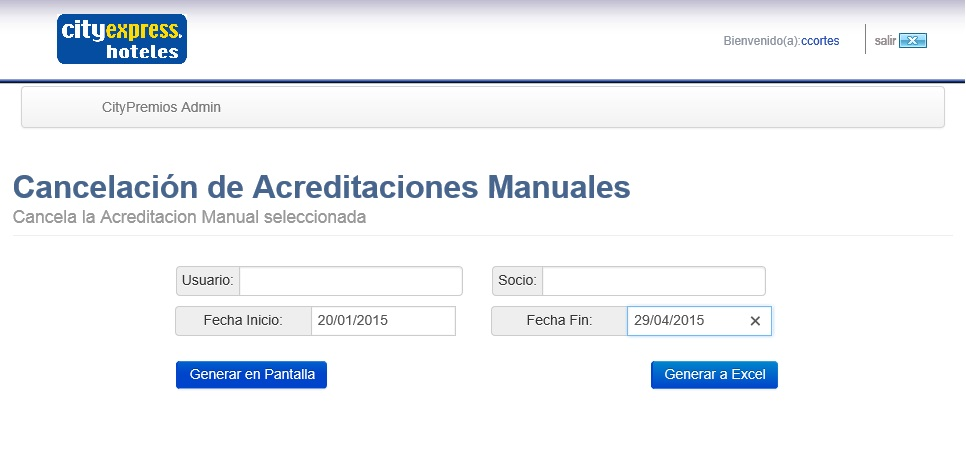 cityexpress.
hoteles
Bienvenido(a):ccortes
salir
CityPremios Admin
Cancelación de Acreditaciones Manuales
Cancela la Acreditacion Manual seleccionada
Usuario:
Socio:
Fecha Inicio: 20/01/2015
Fecha Fin: 29/04/2015
Generar en Pantalla
Generar a Excel